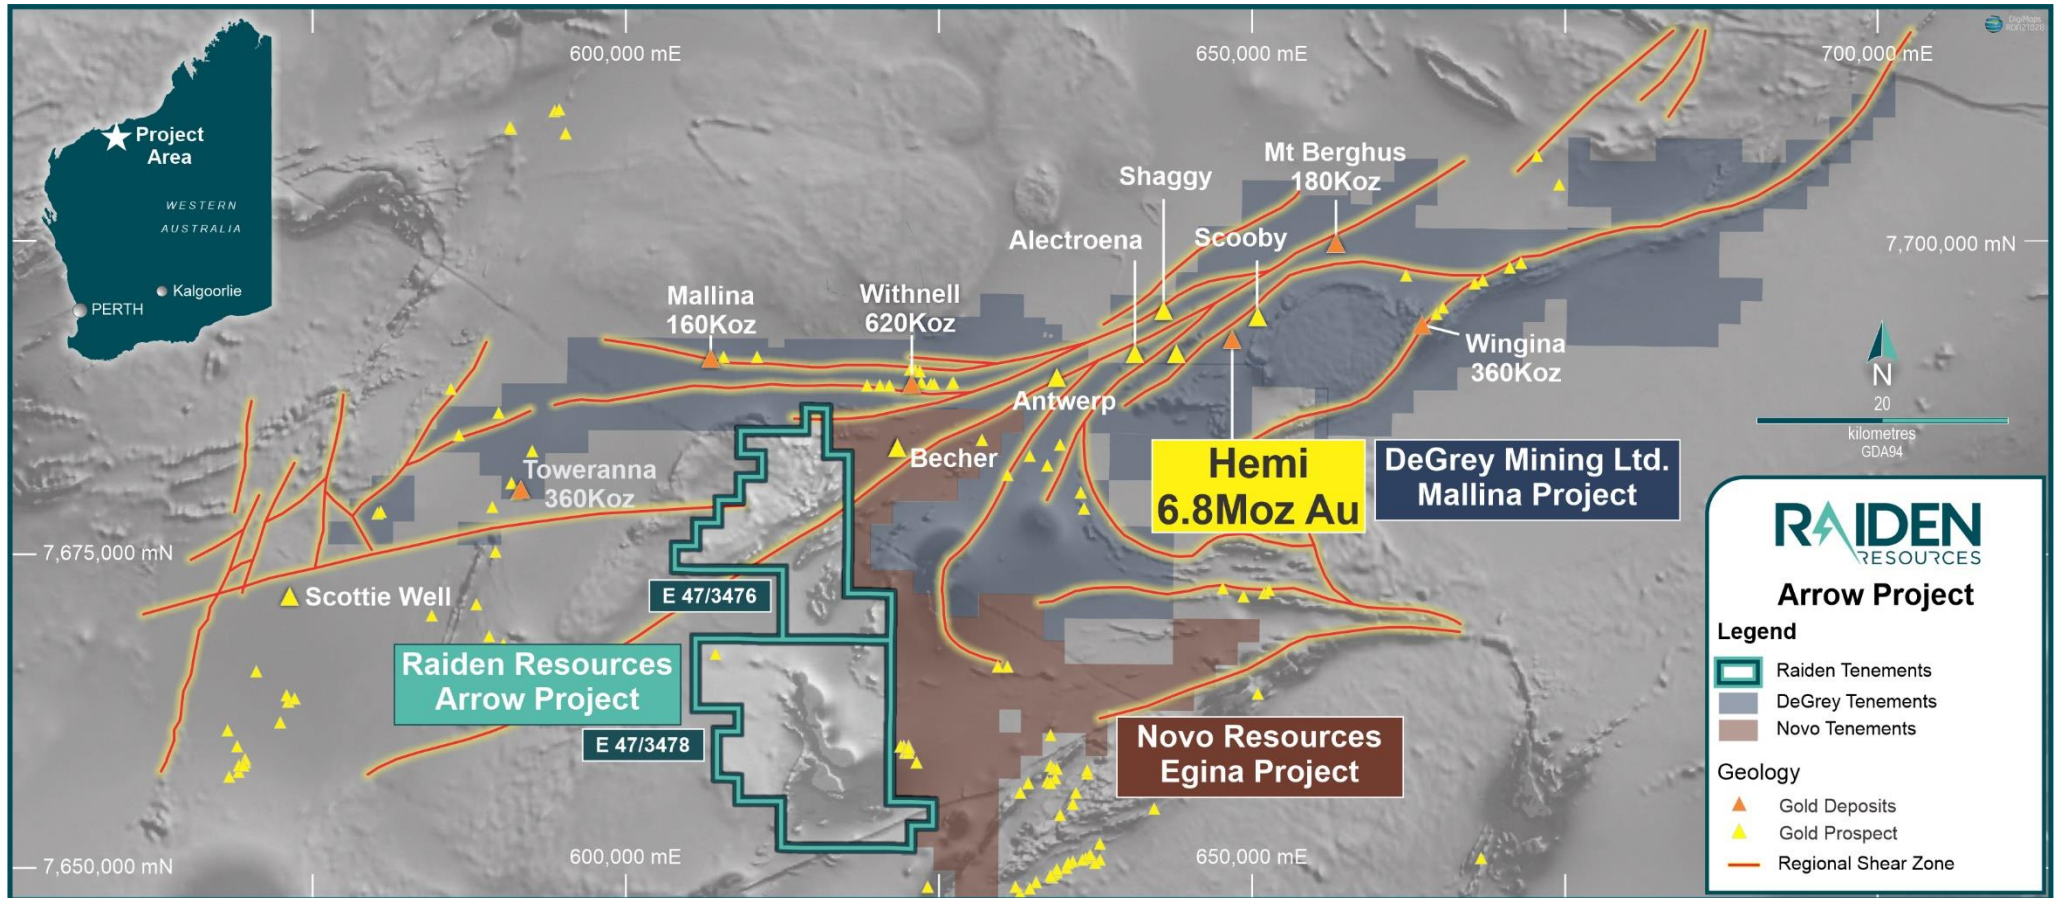 DigiMaps
600,000 mE
650,000 mE
700,000 mE
Project
Area
WESTERN
AUSTRALIA
Kalgoorlie
PERTH
Mt Berghus
180Koz
Shaggy
Alectroena
Scooby
7,700,000 mN
Mallina
160Koz
Withnell
620Koz
Wingina
360Koz
N
20
kilometres
GDA94
Antwerp
Becher
Toweranna
360Koz
Hemi
6.8Moz Au
DeGrey Mining Ltd.
Mallina Project
7,675,000 mN
Scottie Well
E 47/3476
Raiden Resources
Arrow Project
E 47/3478
Novo Resources
Egina Project
7,650,000 mN
600,000 mE
650,000 mE
RAIDEN
RESOURCES
Arrow Project
Legend
Raiden Tenements
DeGrey Tenements
Novo Tenements
Geology
Gold Deposits
Gold Prospect
Regional Shear Zone